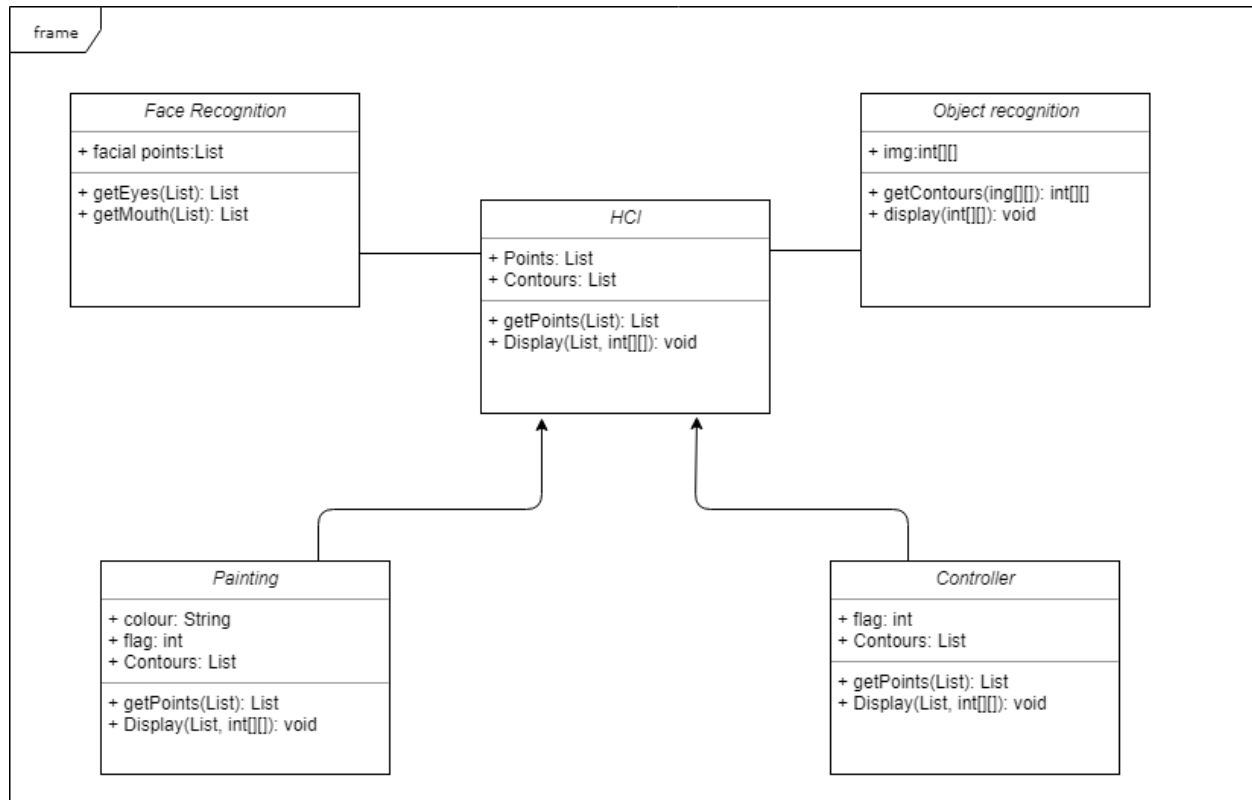 frame
Face Recognition
+ facial points:List
+ getEyes(List): List
+ getMouth(List): List
Object recognition
+ img:int[][]
+ getContours(ing[][]): int[][]
+ display(int[][]): void
HCI
+ Points: List
+ Contours: List
+ getPoints(List): List
+ Display(List, int[][]): void
Painting
+ colour: String
+ flag: int
+ Contours: List
+ getPoints(List): List
+ Display(List, int[][]): void
Controller
+ flag: int
+ Contours: List
+ getPoints(List): List
+ Display(List, int[][]): void